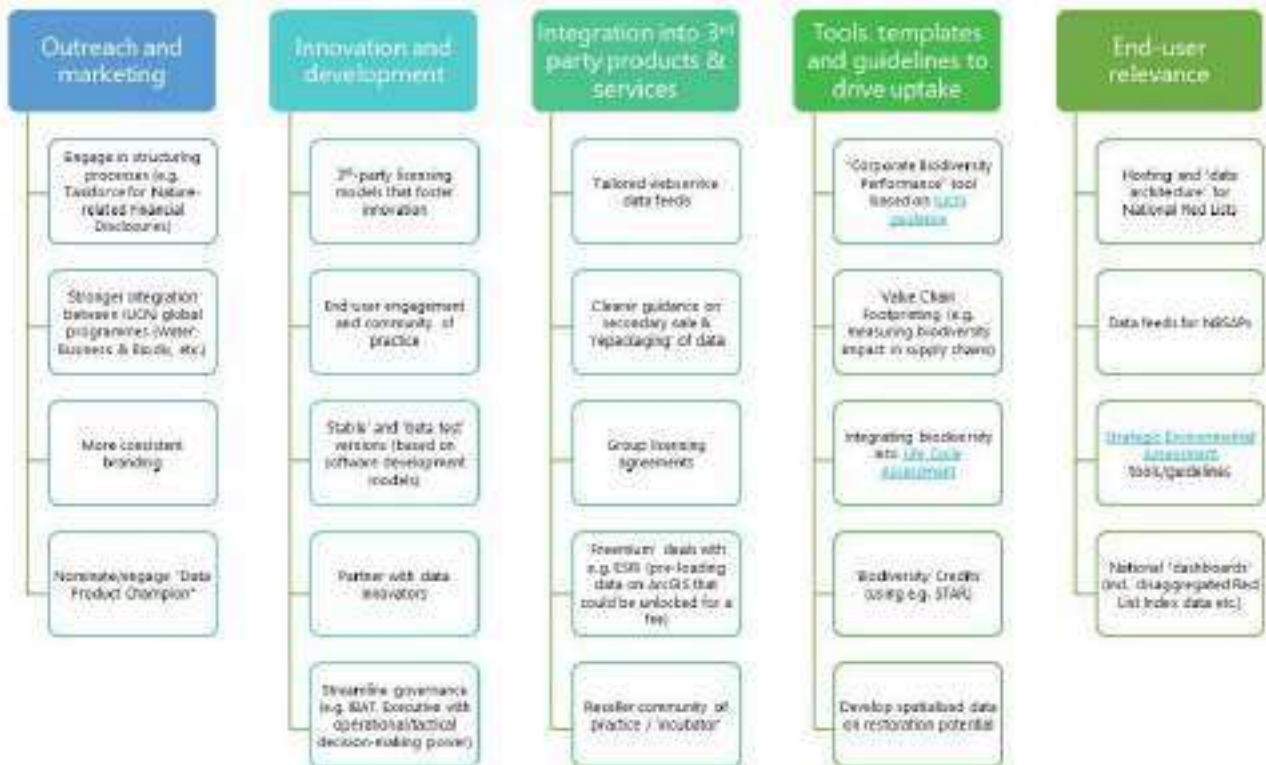 Outreach and
marketing
Engage in structuring
processes (e.g.
Taskforce for Nature-
related Financial
Disclosures)
Stronger integration
between IUCN global
programmes (Water,
Business & Biodiv, etc.)
More consistent
branding
Nominate/engage "Data
Product Champion"
Innovation and
development
3rd-party licensing
models that foster
innovation
End user engagement
and community of
practice
'Stable' and 'beta test'
versions (based on
software development
models)
Partner with data
innovators
Streamline governance
(e.g. IBAT Executive with
operational/tactical
decision-making power)
Integration into 3rd
party products &
services
Tailored webservice
data feeds
Clearer guidance on
secondary sale &
'repackaging' of data
Group licensing
agreements
'Freemium' deals with
e.g. ESRI (pre-loading
data on ArcGIS that
could be unlocked for a
fee)
Reseller community of
practice / 'incubator'
Tools, templates
and guidelines to
drive uptake
"Corporate Biodiversity
Performance" tool
based on IUCN
guidance
Value Chain
Footprinting (e.g.
measuring biodiversity
impact in supply chains)
Integrating biodiversity
into Life Cycle
Assessment
'Biodiversity Credits'
(using e.g. STAR)
Develop spatialised data
on restoration potential
End-user
relevance
Hosting and 'data
architecture' for
National Red Lists
Data feeds for NBSAPs
Strategic Environmental
Assessment
tools/guidelines
National 'dashboards'
(incl. disaggregated Red
List Index data etc.)